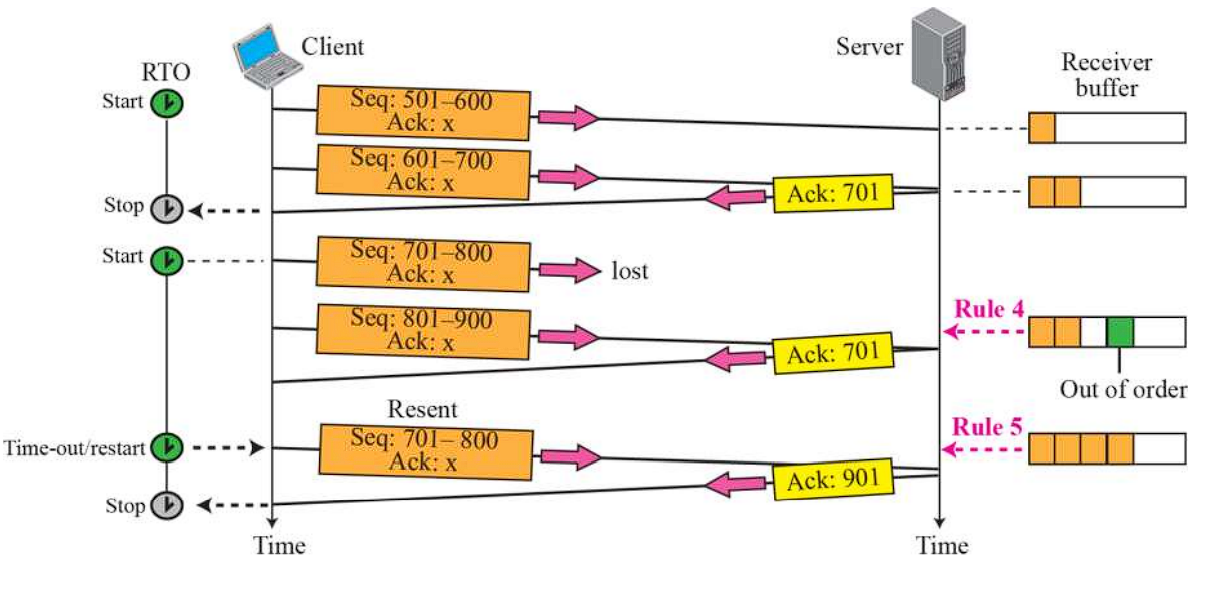 Client
Server
Receiver
buffer
RTO
Start
Seq: 501–600
Ack: x
Seq: 601–700
Ack: x
Ack: 701
Stop
Start
Seq: 701–800
Ack: x
lost
Seq: 801–900
Ack: x
Rule 4
Ack: 701
Out of order
Resent
Time-out/restart
Seq: 701– 800
Ack: x
Rule 5
Ack: 901
Stop
Time
Time